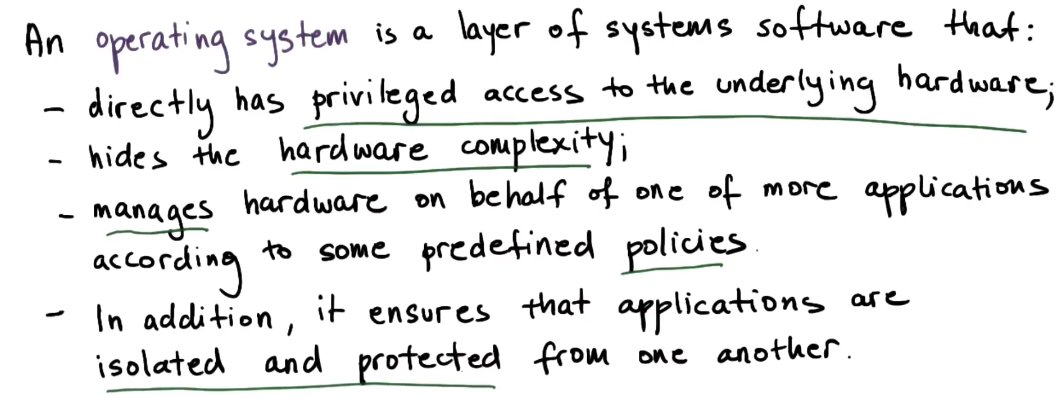 An operating system is a layer of systems software that:
- directly has privileged access to the underlying hardware;
- hides the hardware complexity;
- manages hardware on behalf of one of more applications
according to some predefined policies.
- In addition, it ensures that applications are
isolated and protected from one another.